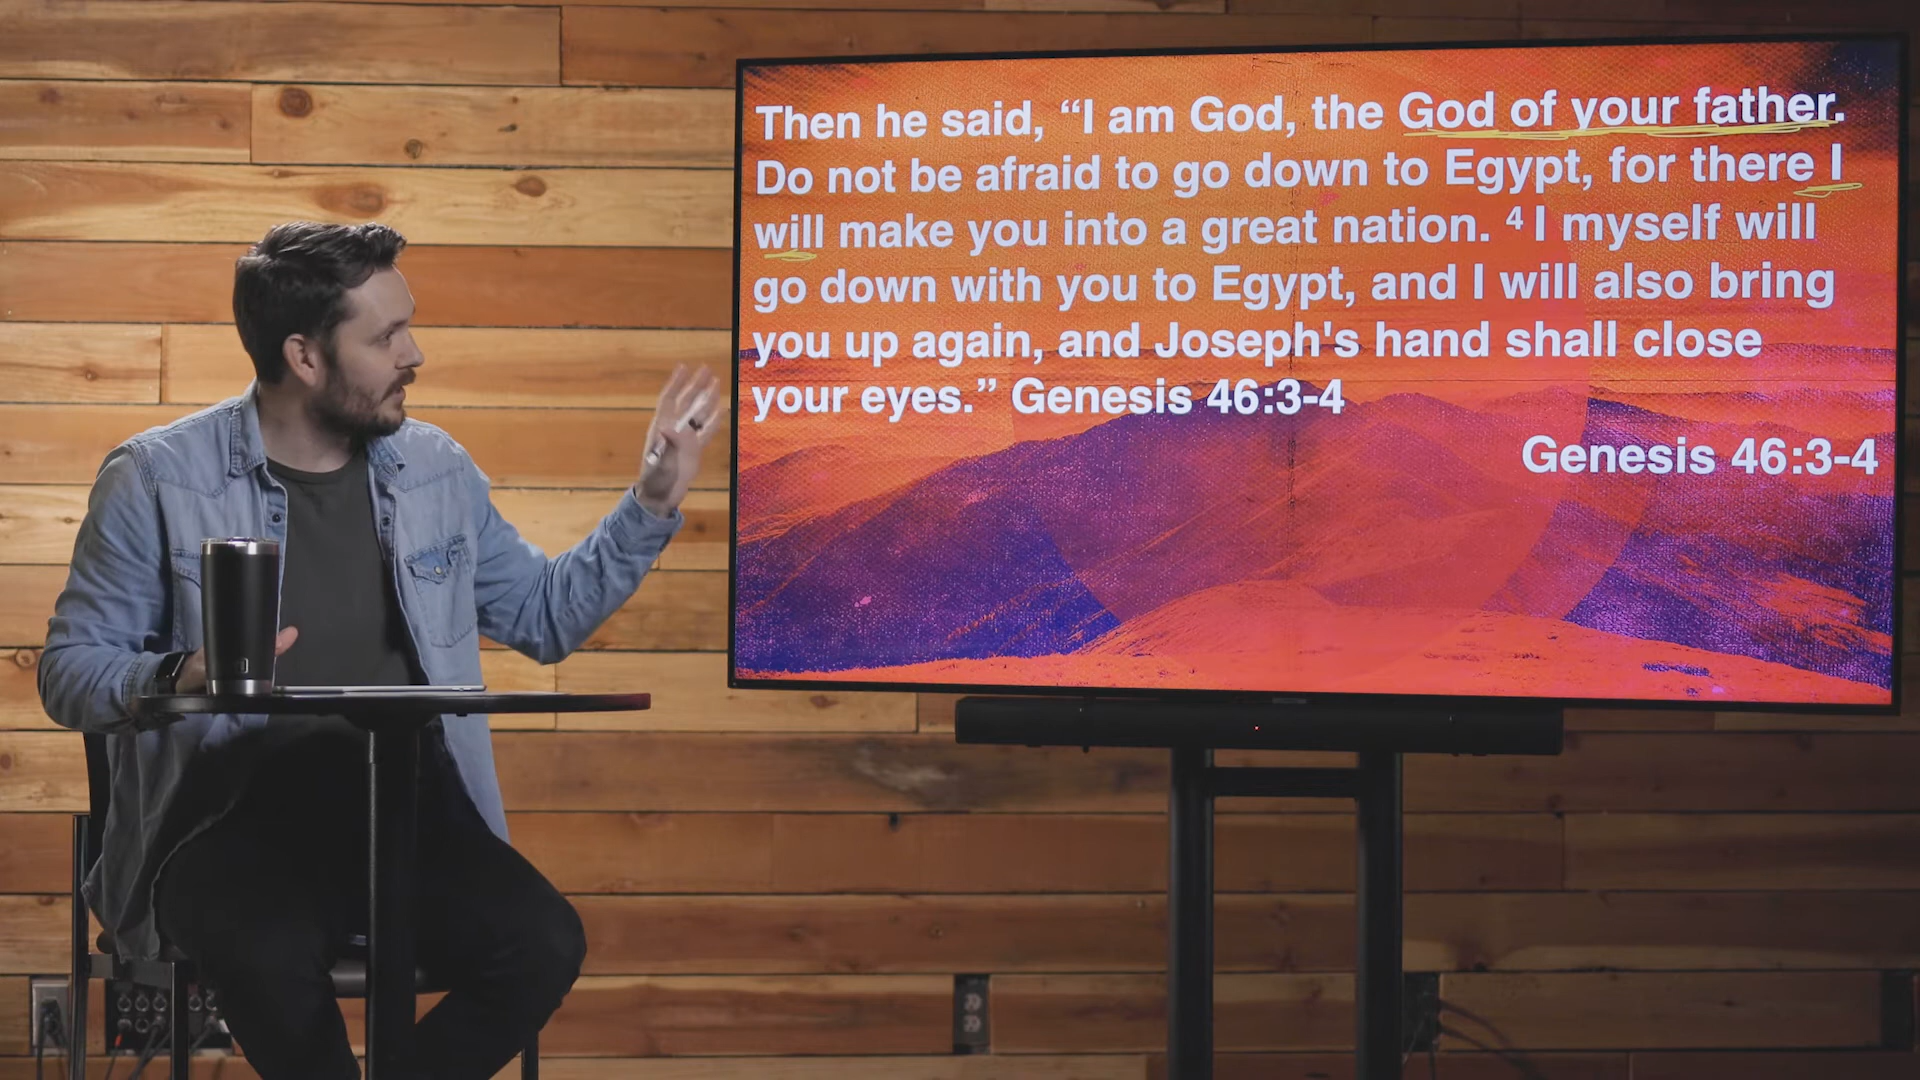 Then he said, “I am God, the God of your father.
Do not be afraid to go down to Egypt, for there I
will make you into a great nation. ⁴ I myself will
go down with you to Egypt, and I will also bring
you up again, and Joseph's hand shall close
your eyes.” Genesis 46:3-4
Genesis 46:3-4